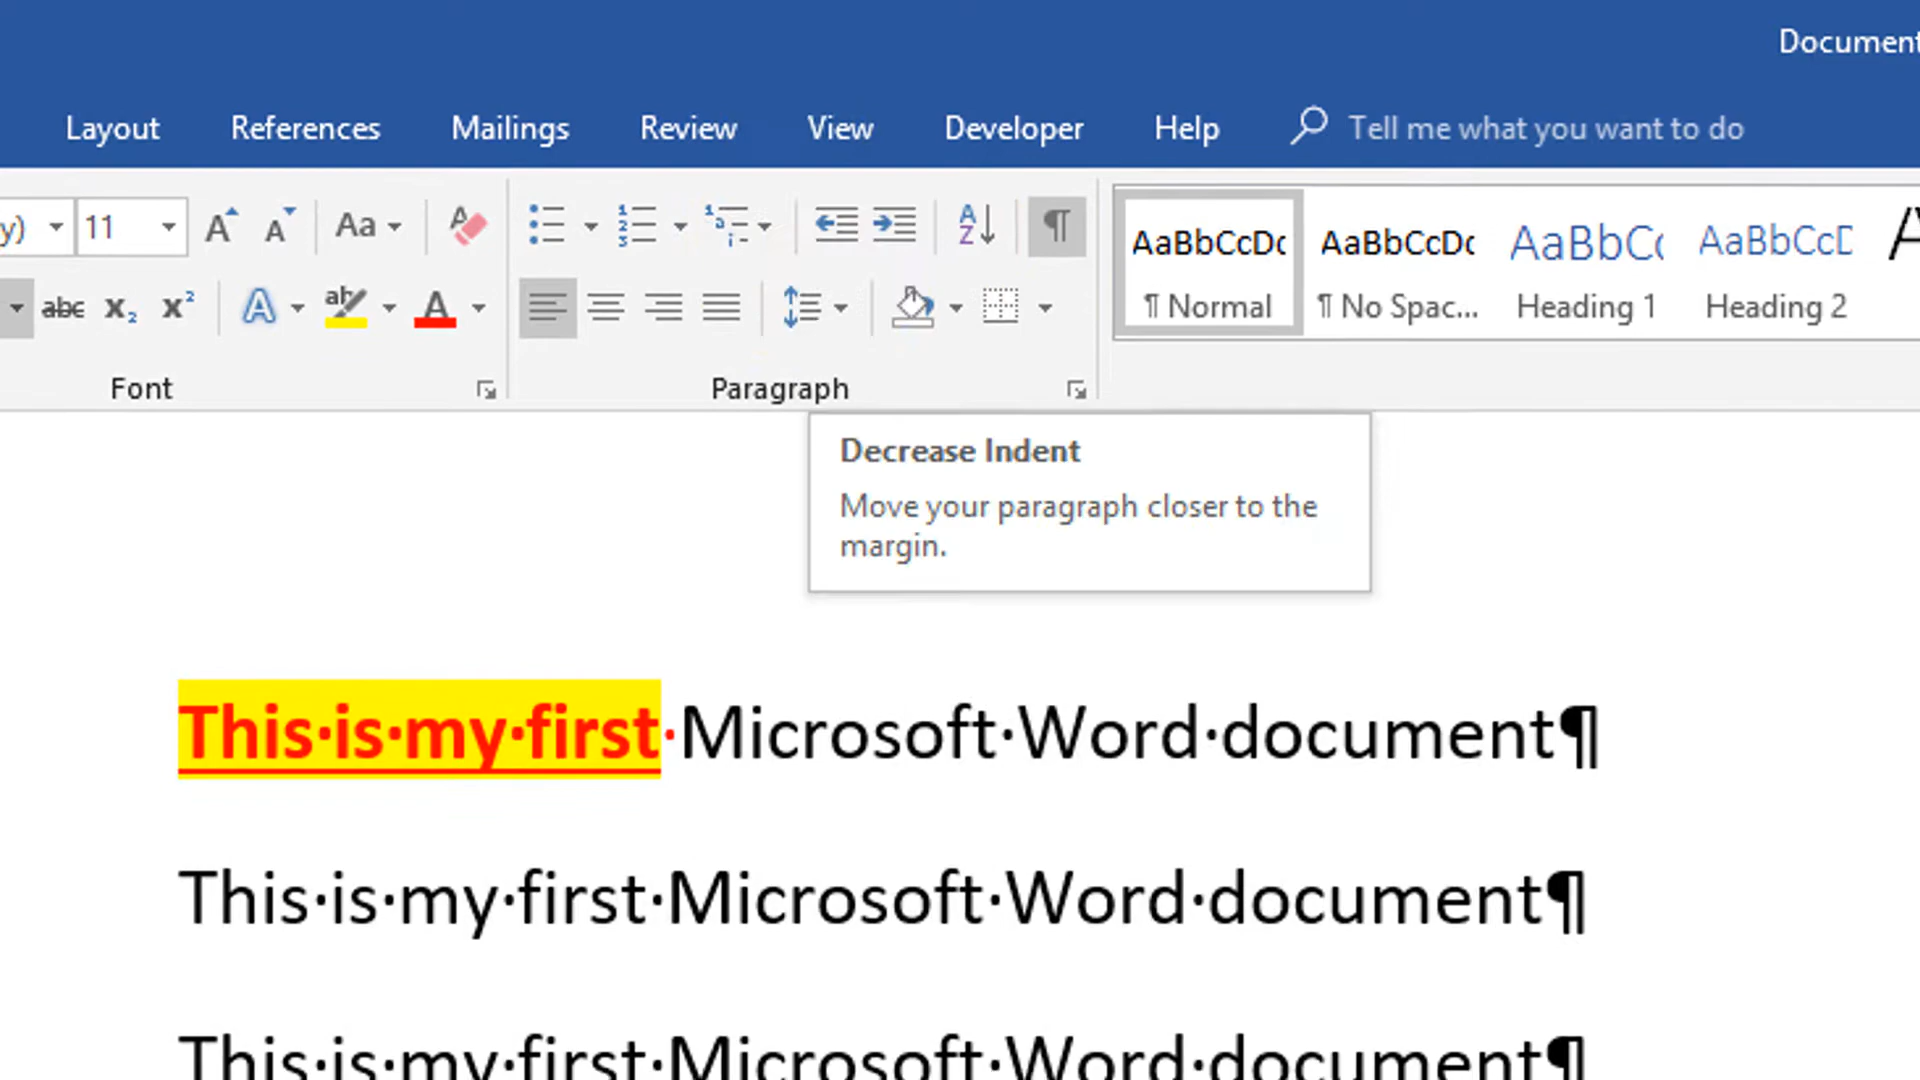 Document
Layout References Mailings Review View Developer Help Tell me what you want to do
y) 11 Aa
abc x₂ x² A ab A
Font Paragraph
AaBbCcDc AaBbCcDc AaBbCc AaBbCcD
¶ Normal ¶ No Spac... Heading 1 Heading 2
Decrease Indent
Move your paragraph closer to the
margin.
This·is·my·first·Microsoft·Word·document¶
This·is·my·first·Microsoft·Word·document¶
This·is·my·first·Microsoft·Word·document¶